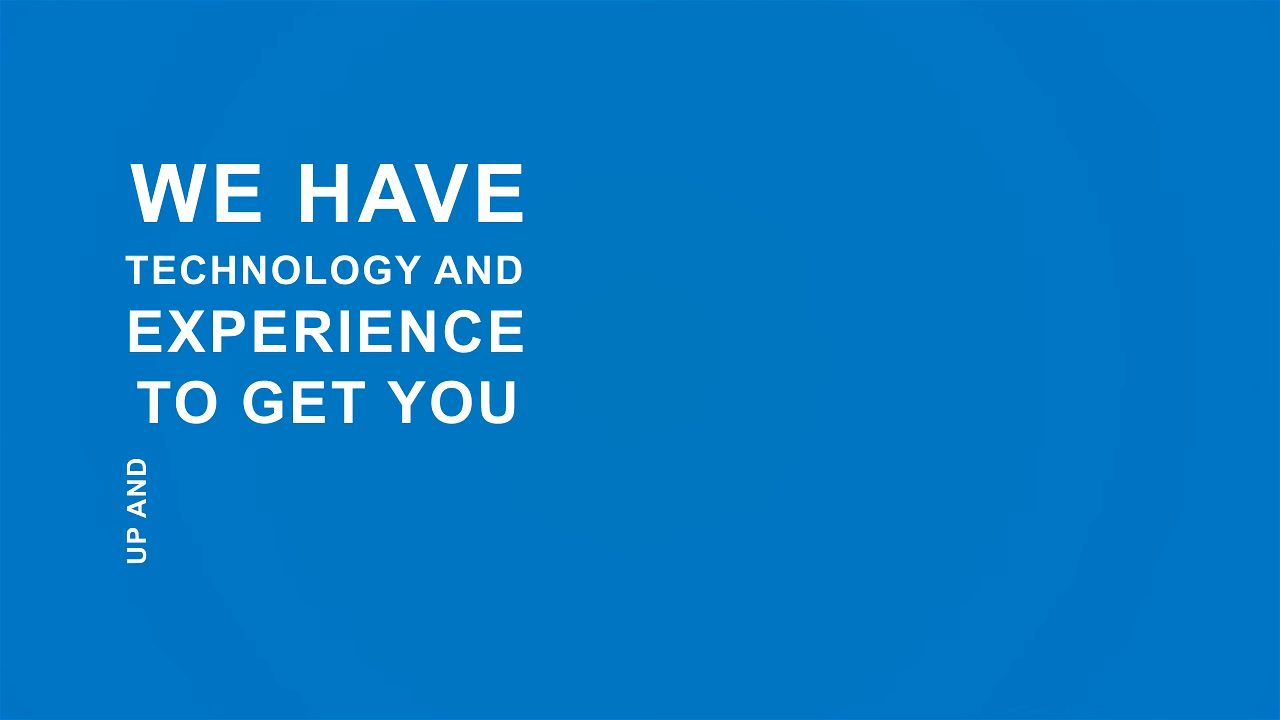 WE HAVE
TECHNOLOGY AND
EXPERIENCE
TO GET YOU
UP AND